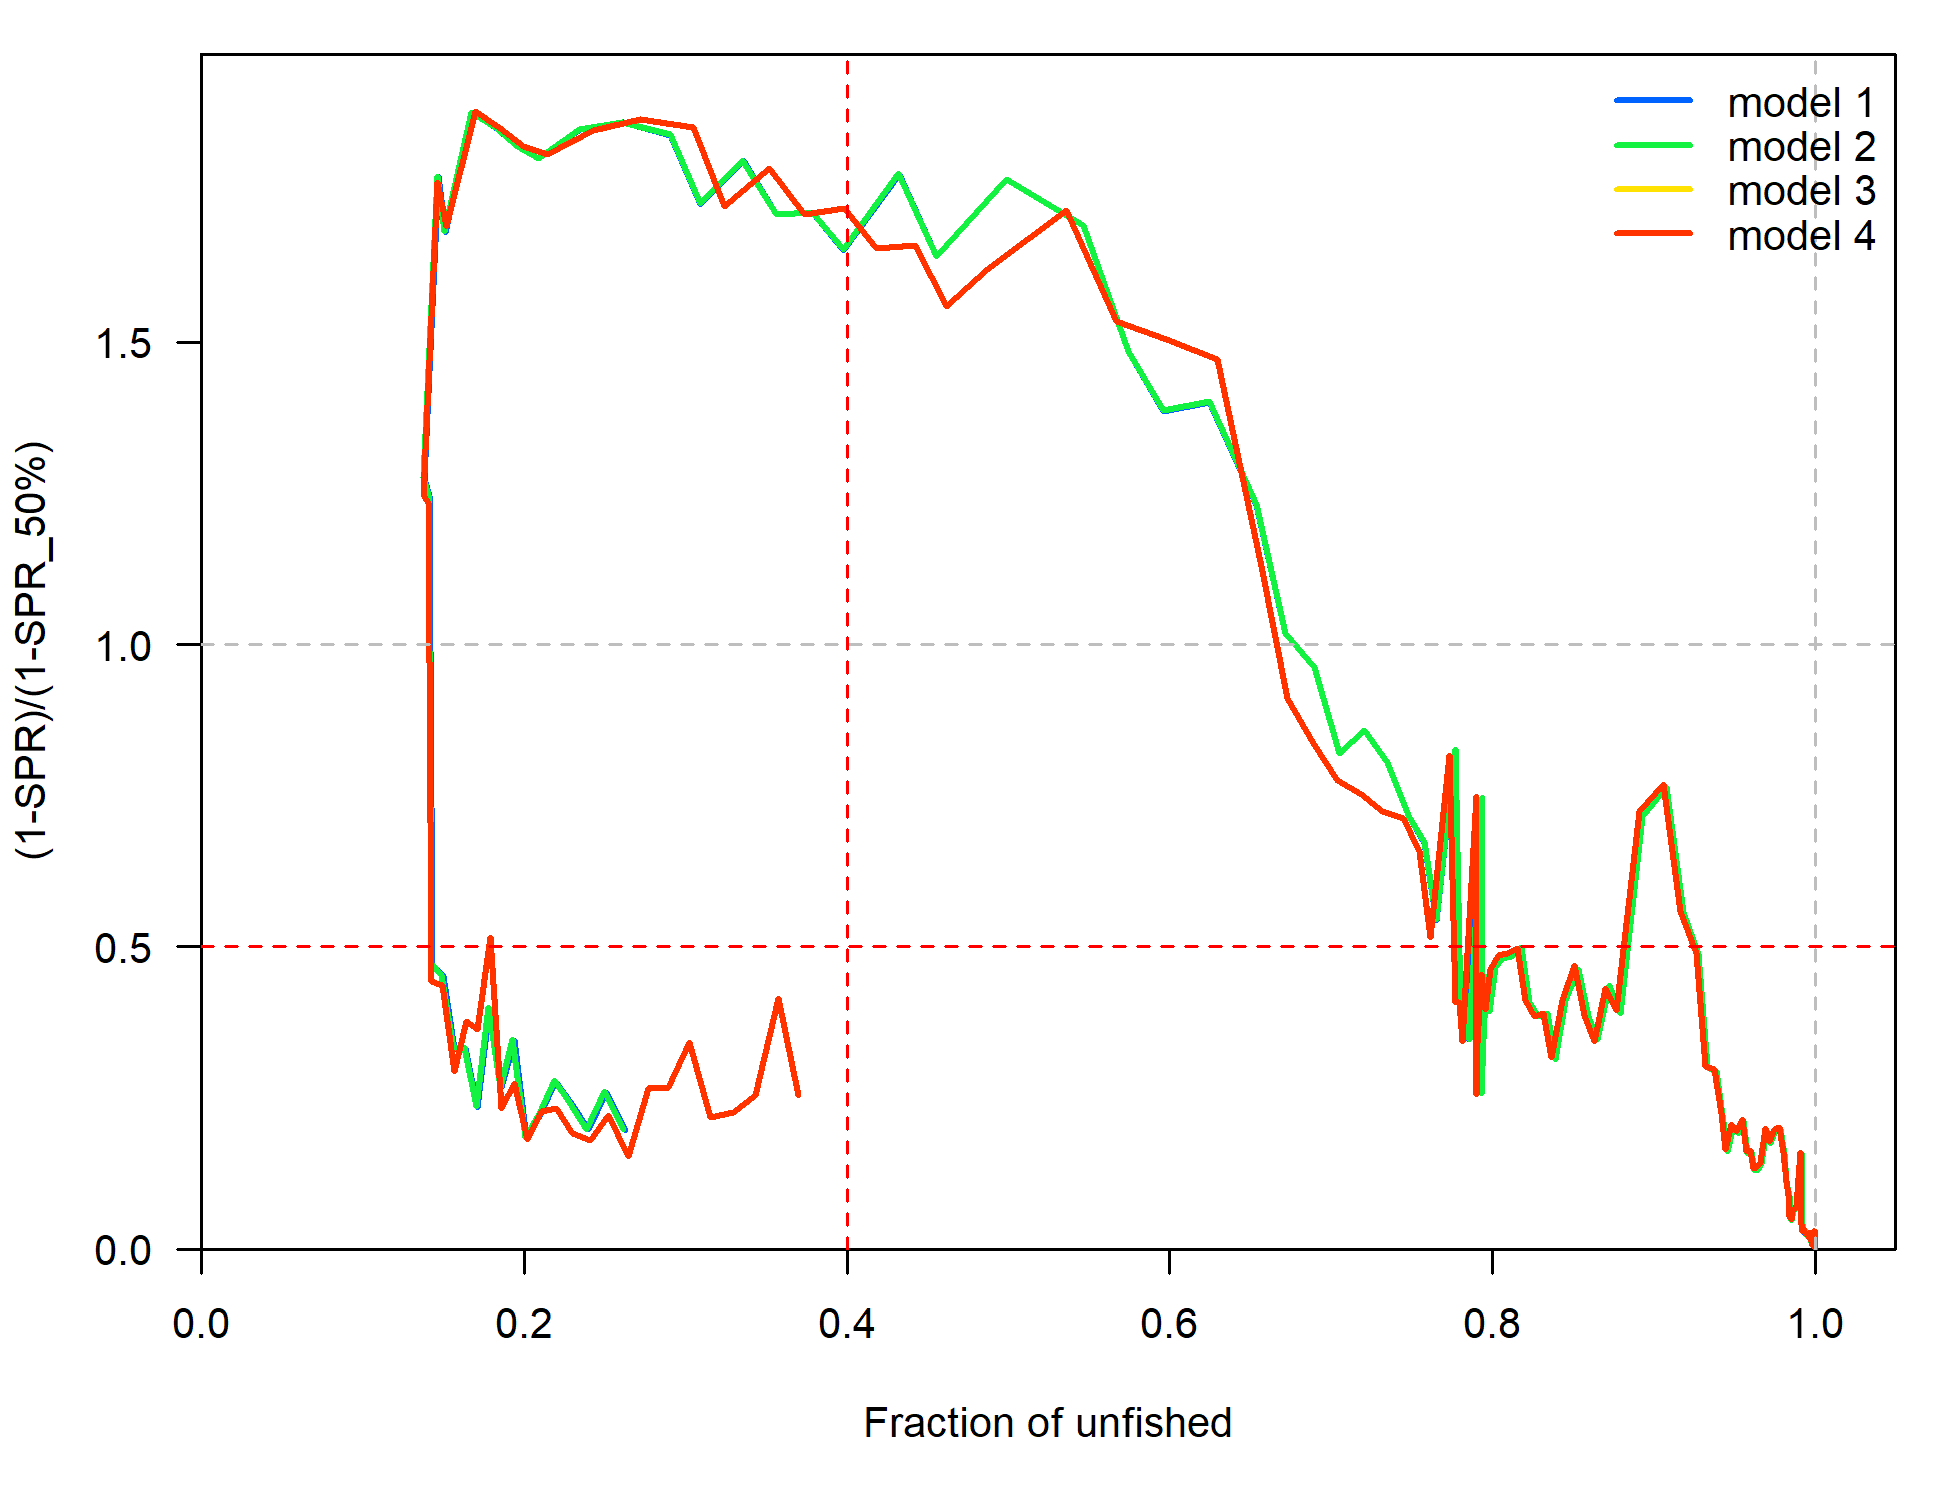 model 1
model 2
model 3
model 4
(1-SPR)/(1-SPR_50%)
1.5
1.0
0.5
0.0
0.0 0.2 0.4 0.6 0.8 1.0
Fraction of unfished